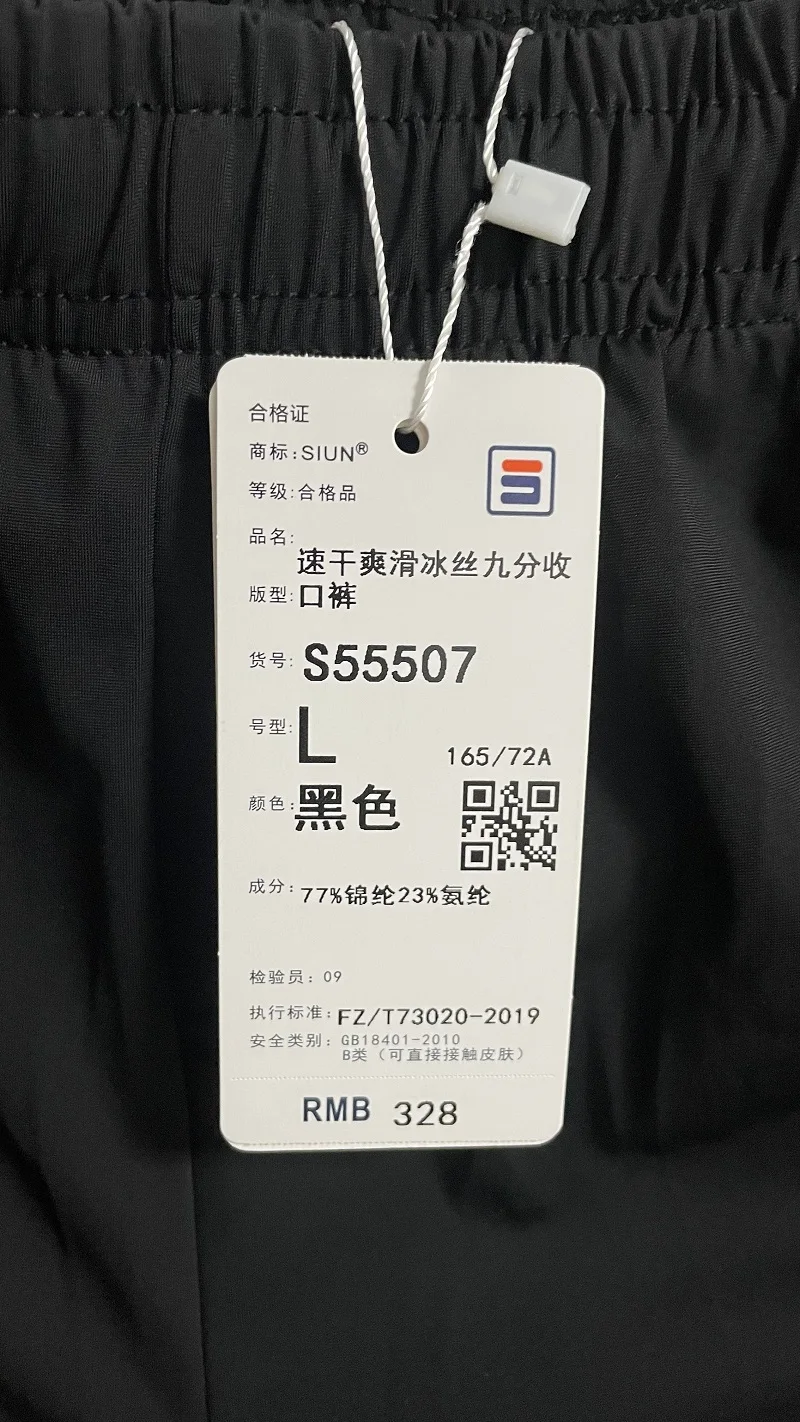 合格证
商标:SIUN®
等级:合格品
品名:
速干爽滑冰丝九分收
版型:口裤
货号:S55507
号型:L 165/72A
颜色:黑色
成分:77%锦纶23%氨纶
检验员:09
执行标准:FZ/T73020-2019
安全类别:GB18401-2010
B类(可直接接触皮肤)
RMB 328